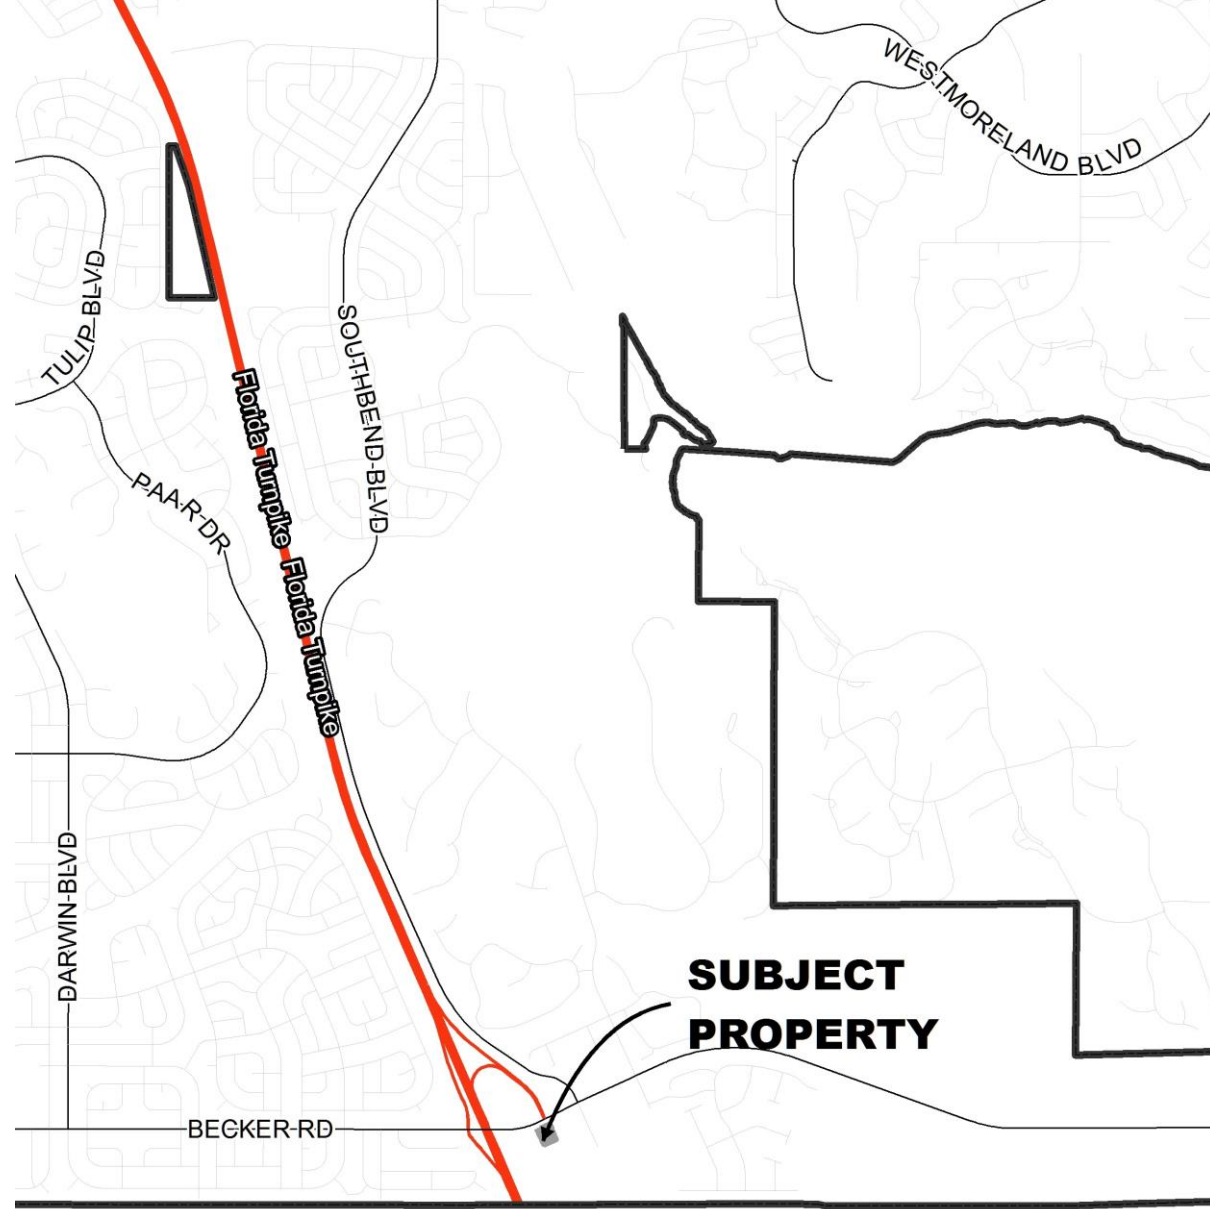 WESTMORELAND BLVD
TULIP BLVD
SOUTHBEND BLVD
Florida Turnpike
PAAR DR
Florida Turnpike
DARWIN BLVD
SUBJECT
PROPERTY
BECKER RD